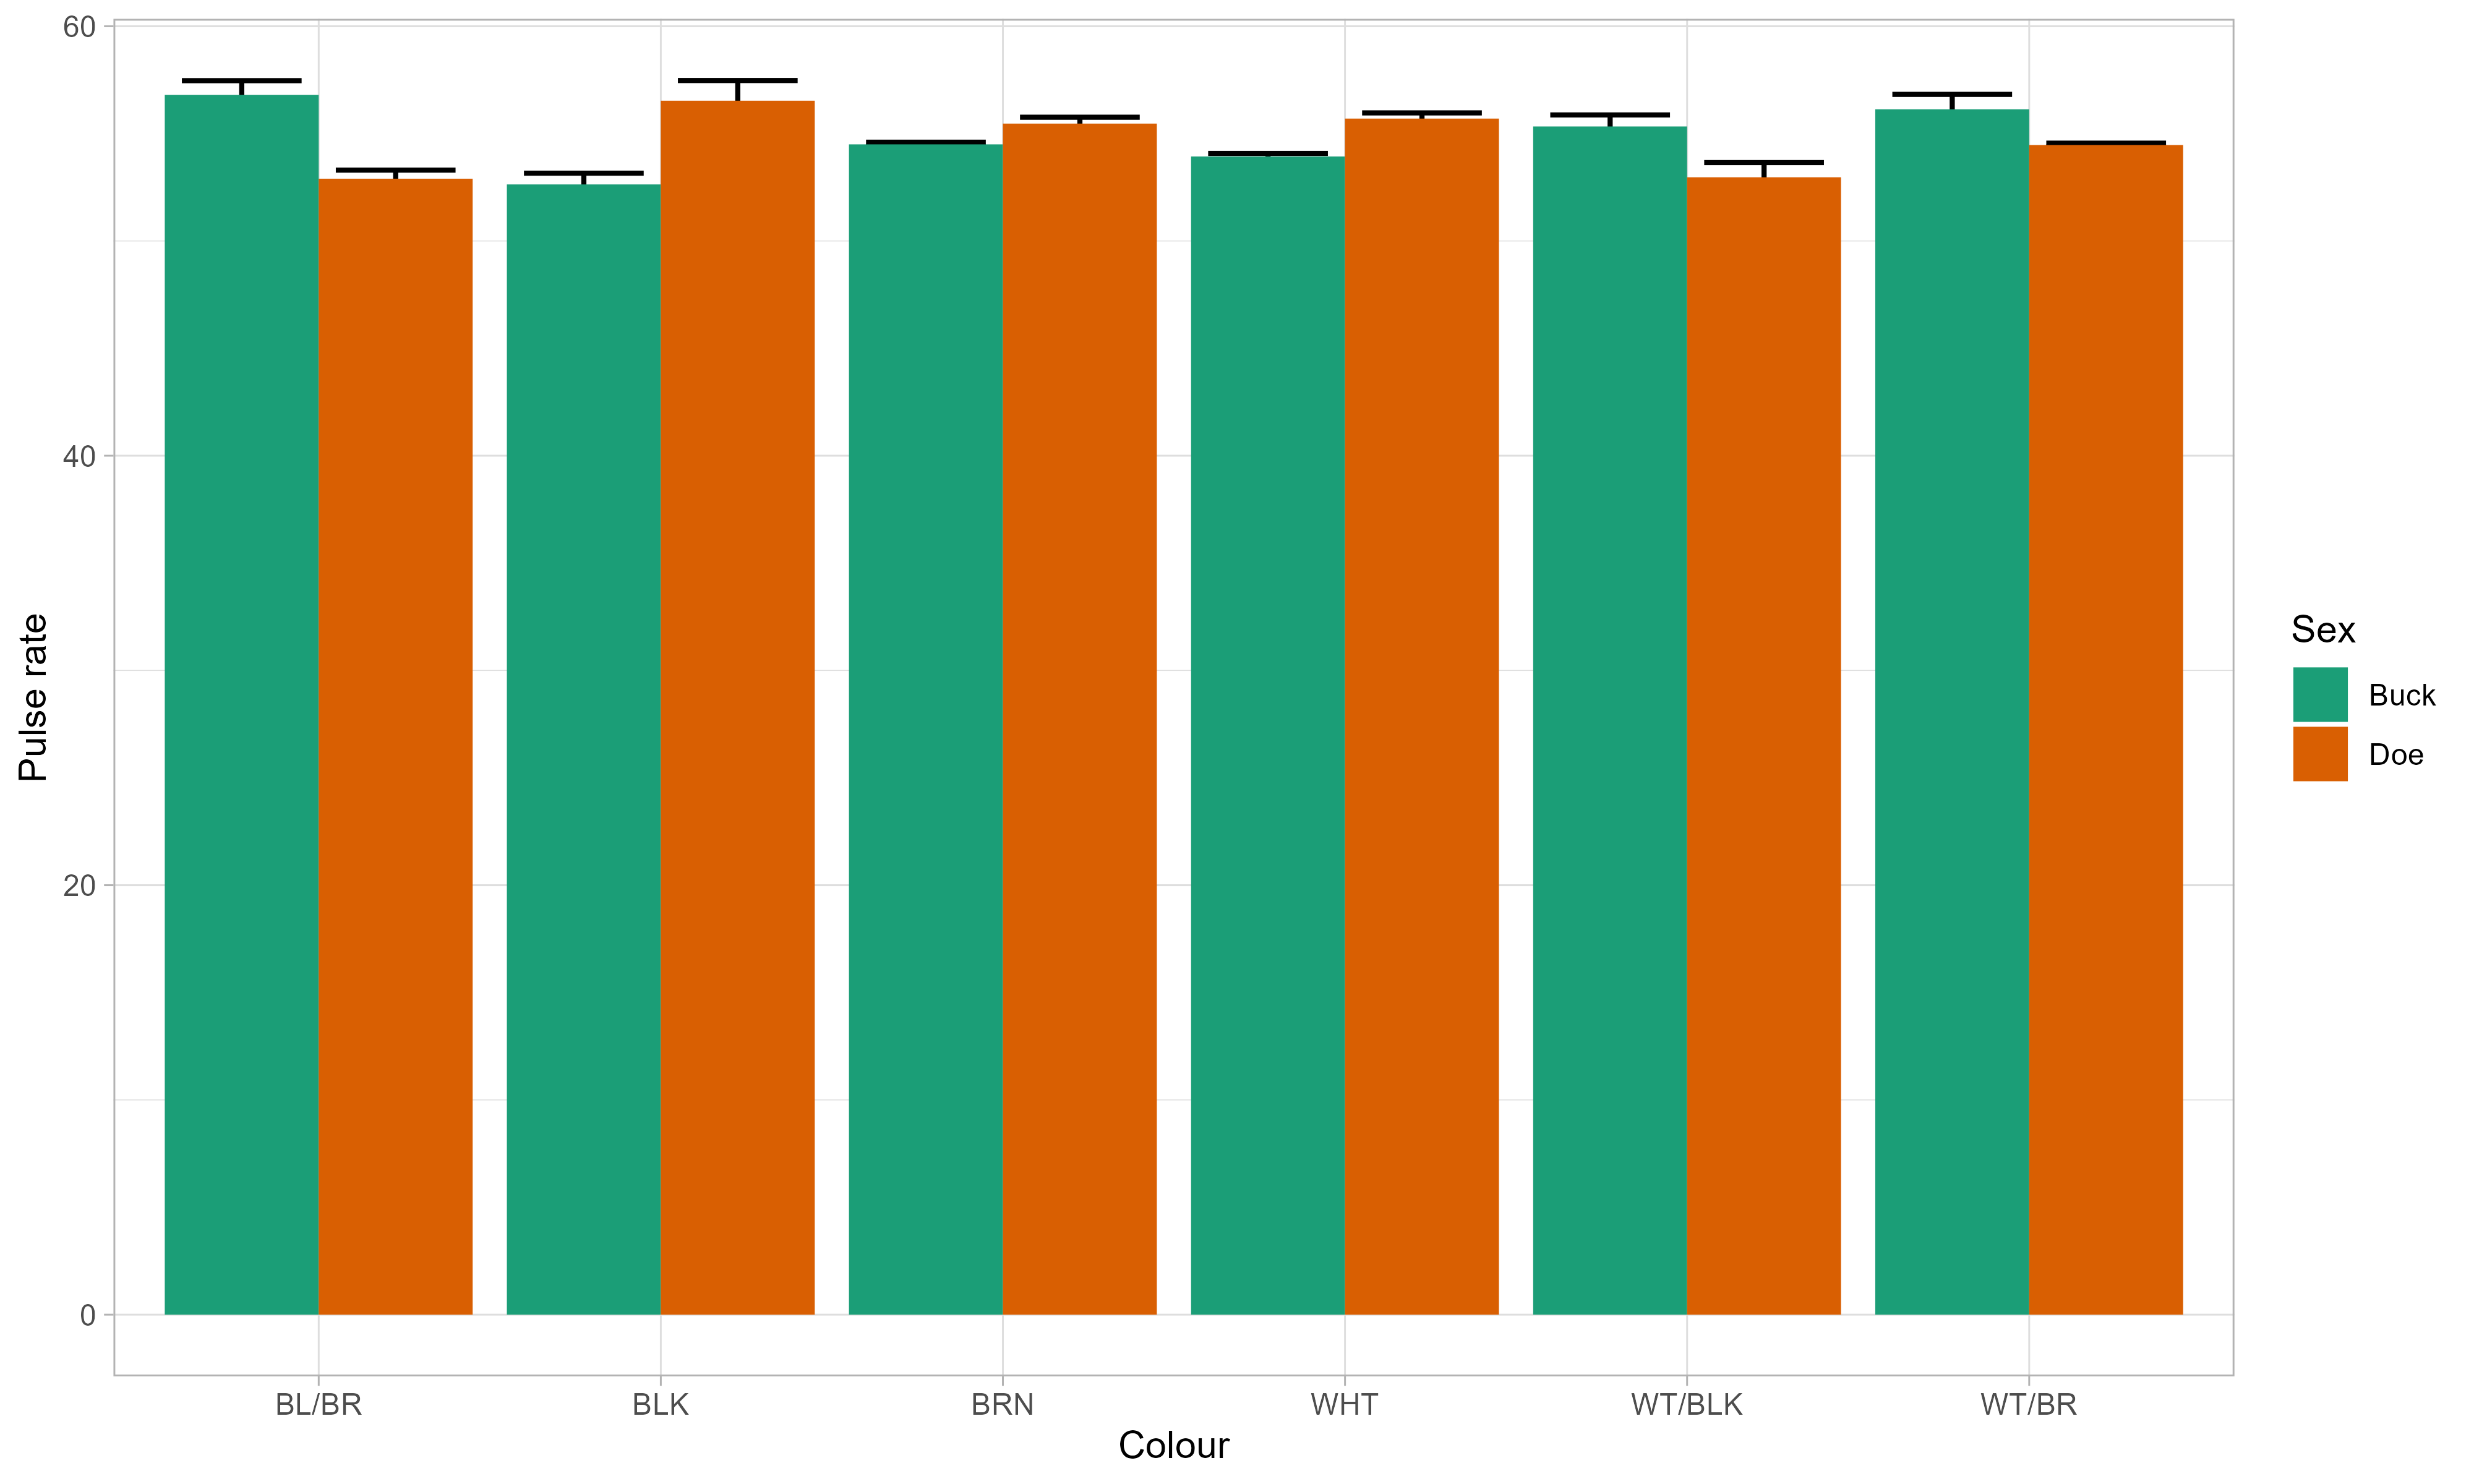 60
40
20
0
Pulse rate
BL/BR
BLK
BRN
WHT
WT/BLK
WT/BR
Colour
Sex
Buck
Doe